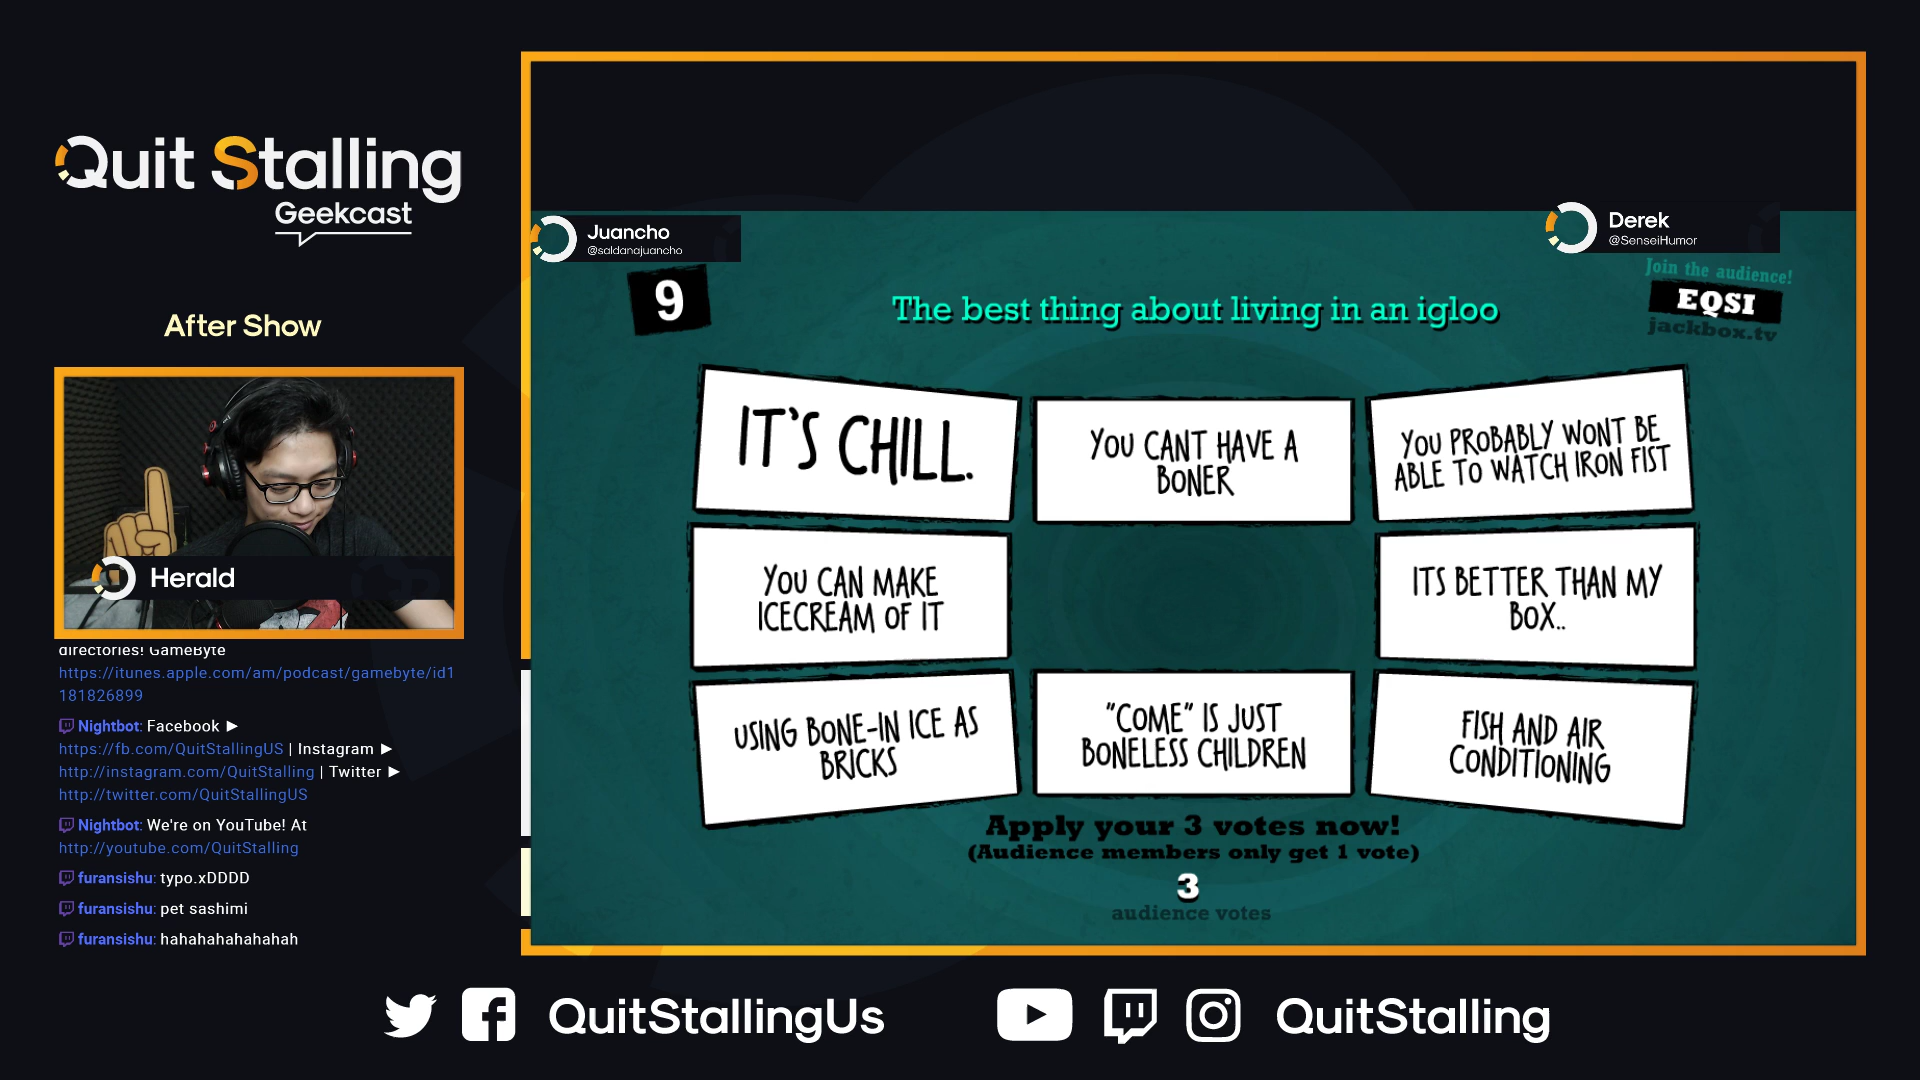 Quit Stalling
Geekcast
After Show
Herald
directories! GameByte
https://itunes.apple.com/am/podcast/gamebyte/id1
181826899
Nightbot: Facebook ►
https://fb.com/QuitStallingUS | Instagram ►
http://instagram.com/QuitStalling | Twitter ►
http://twitter.com/QuitStallingUS
Nightbot: We're on YouTube! At
http://youtube.com/QuitStalling
furansishu: typo.xDDDD
furansishu: pet sashimi
furansishu: hahahahahahahah
Juancho
@saldanajuancho
Derek
@SenseiHumor
9
The best thing about living in an igloo
Join the audience!
EQSI
jackbox.tv
IT'S CHILL.
YOU CANT HAVE A
BONER
YOU PROBABLY WONT BE
ABLE TO WATCH IRON FIST
YOU CAN MAKE
ICECREAM OF IT
ITS BETTER THAN MY
BOX..
USING BONE-IN ICE AS
BRICKS
"COME" IS JUST
BONELESS CHILDREN
FISH AND AIR
CONDITIONING
Apply your 3 votes now!
(Audience members only get 1 vote)
3
audience votes
QuitStallingUs
QuitStalling